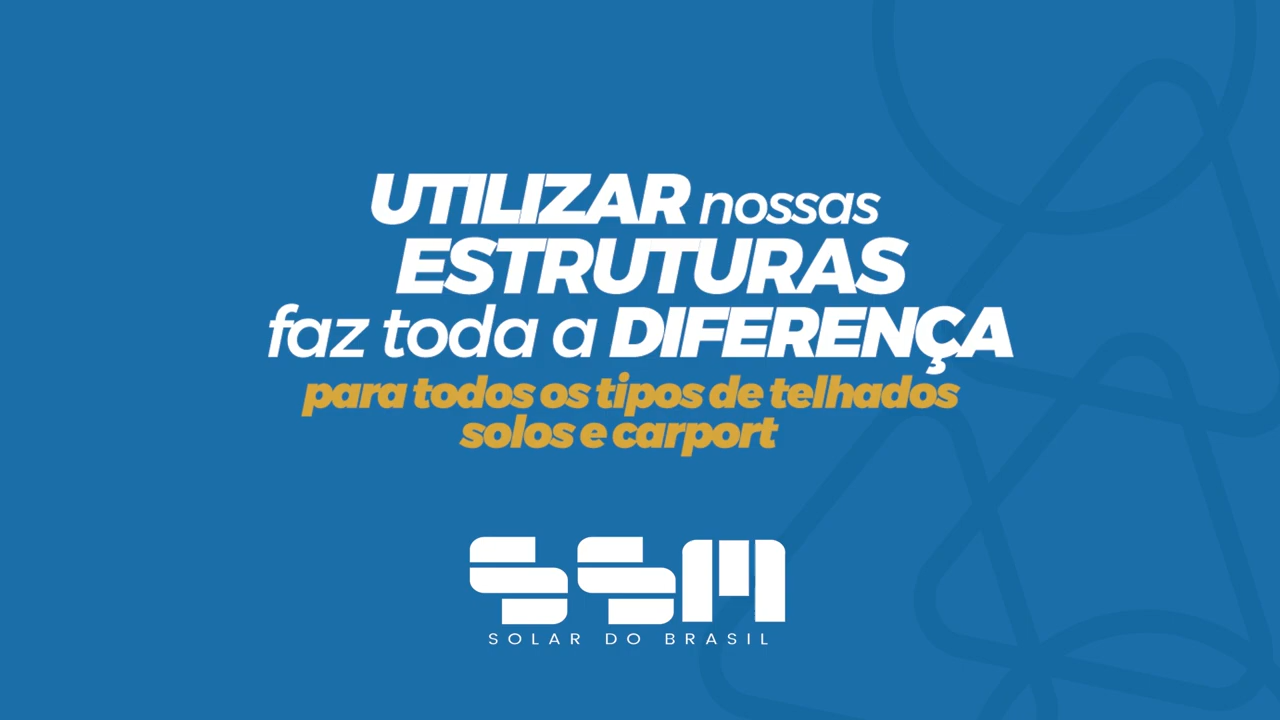 UTILIZAR nossas
ESTRUTURAS
faz toda a DIFERENÇA
para todos os tipos de telhados
solos e carport
SSM
SOLAR DO BRASIL